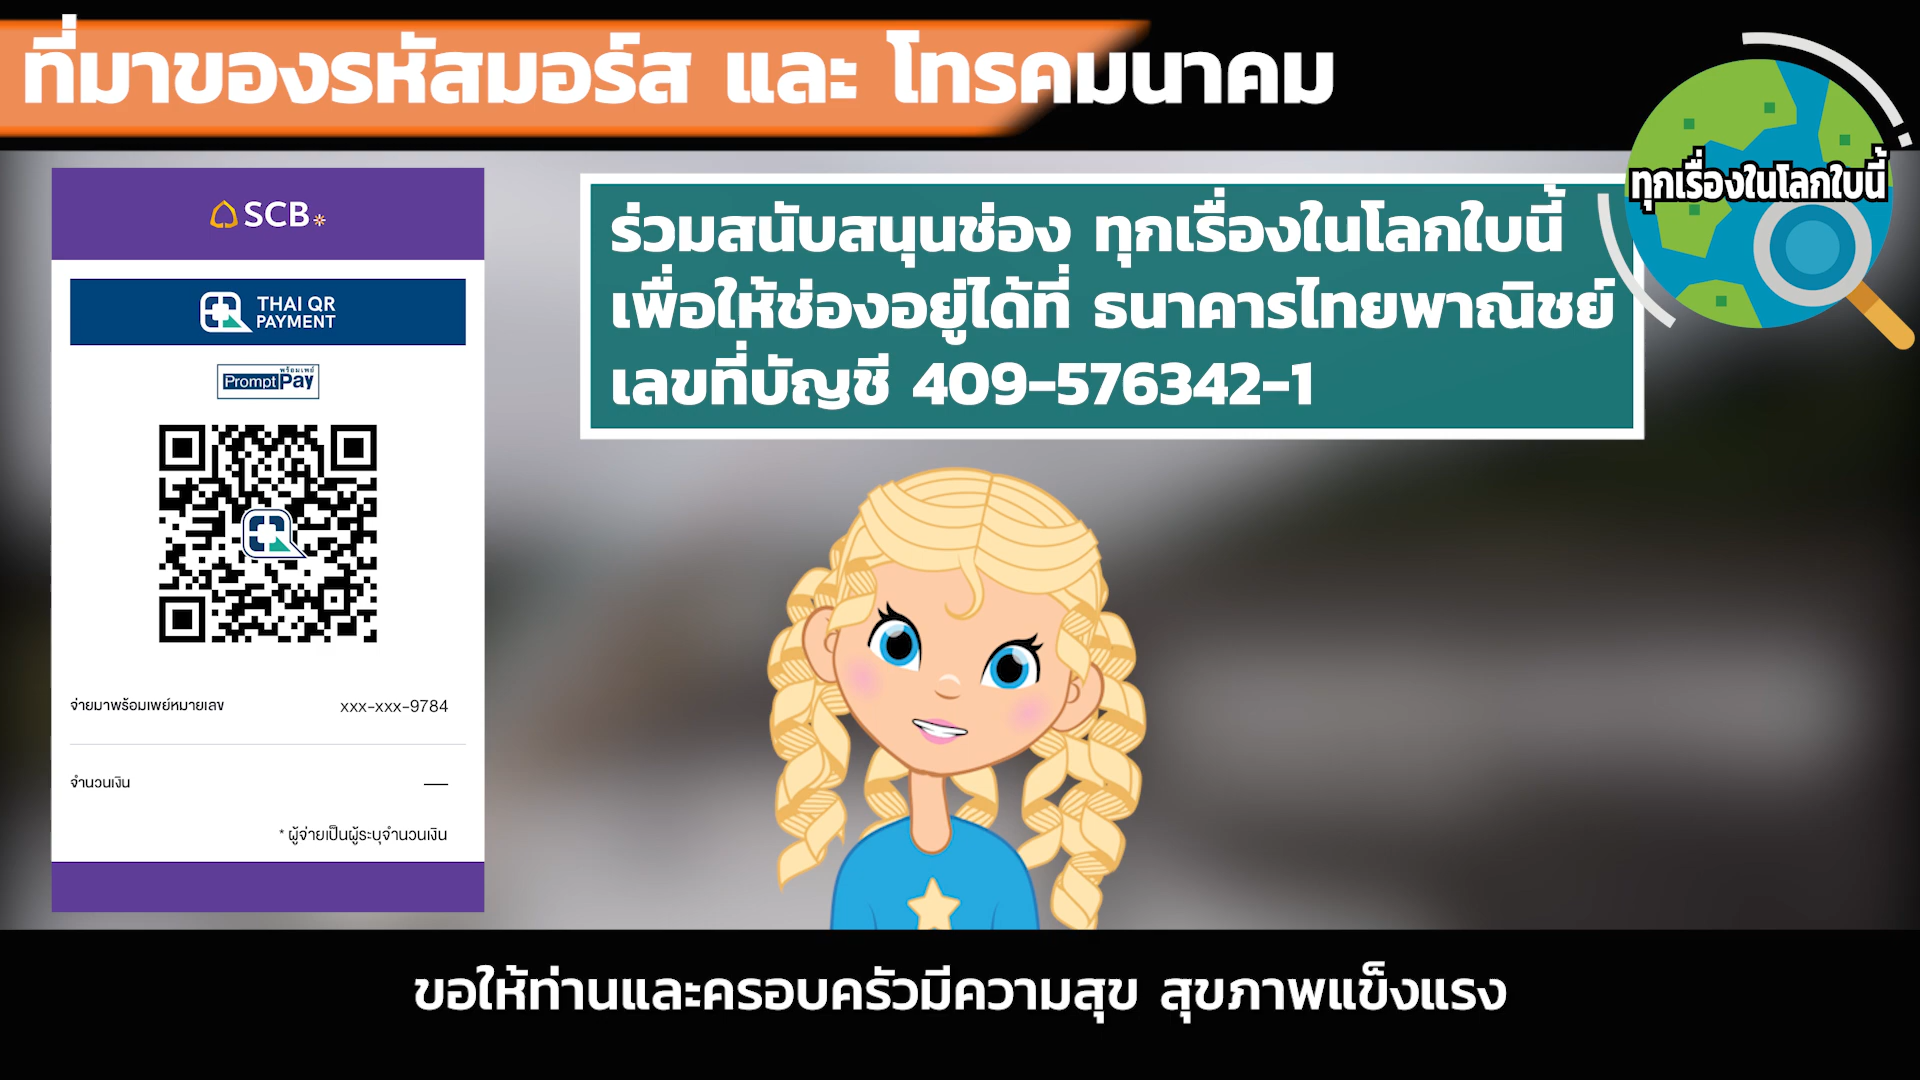 ที่มาของรหัสมอร์ส และ โทรคมนาคม
ทุกเรื่องในโลกใบนี้
SCB
THAI QR
PAYMENT
พร้อมเพย์
PromptPay
จ่ายมาพร้อมเพย์หมายเลข xxx-xxx-9784
จำนวนเงิน —
* ผู้จ่ายเป็นผู้ระบุจำนวนเงิน
ร่วมสนับสนุนช่อง ทุกเรื่องในโลกใบนี้
เพื่อให้ช่องอยู่ได้ที่ ธนาคารไทยพาณิชย์
เลขที่บัญชี 409-576342-1
ขอให้ท่านและครอบครัวมีความสุข สุขภาพแข็งแรง